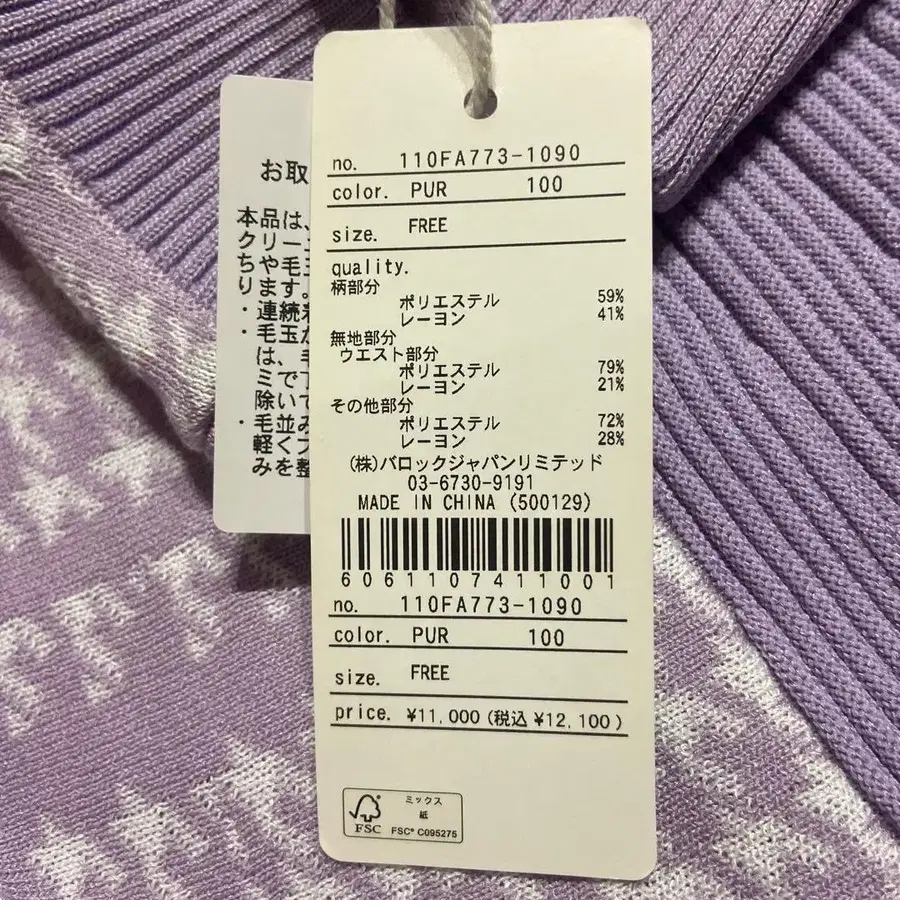 お取
本品は、
クリーニ
ちや毛玉
ります。
・連続着
・毛玉が
は、毛
ミで丁
除いて
・毛並み
軽くブ
みを整
no. 110FA773-1090
color. PUR 100
size. FREE
quality.
柄部分
ポリエステル 59%
レーヨン 41%
無地部分
ウエスト部分
ポリエステル 79%
レーヨン 21%
その他部分
ポリエステル 72%
レーヨン 28%
(株)バロックジャパンリミテッド
03-6730-9191
MADE IN CHINA (500129)
6061107411001
no. 110FA773-1090
color. PUR 100
size. FREE
price. ¥11,000 (税込 ¥12,100)
ミックス
紙
FSC FSC® C095275